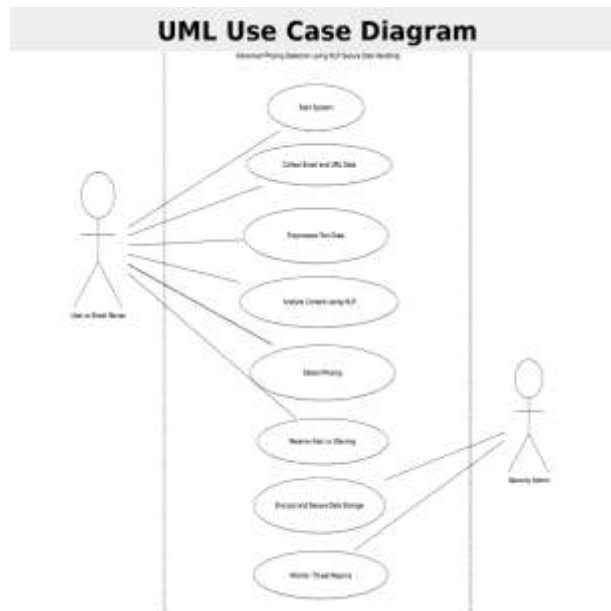 UML Use Case Diagram
Advanced Phising Detection using NLP Secure Data Handling
Start System
Collect Email and URL Data
Preprocess Text Data
Analyze Content using NLP
User or Email Server
Detect Phising
Receive Alert or Warning
Security Admin
Encrypt and Secure Data Storage
Monitor Threat Reports